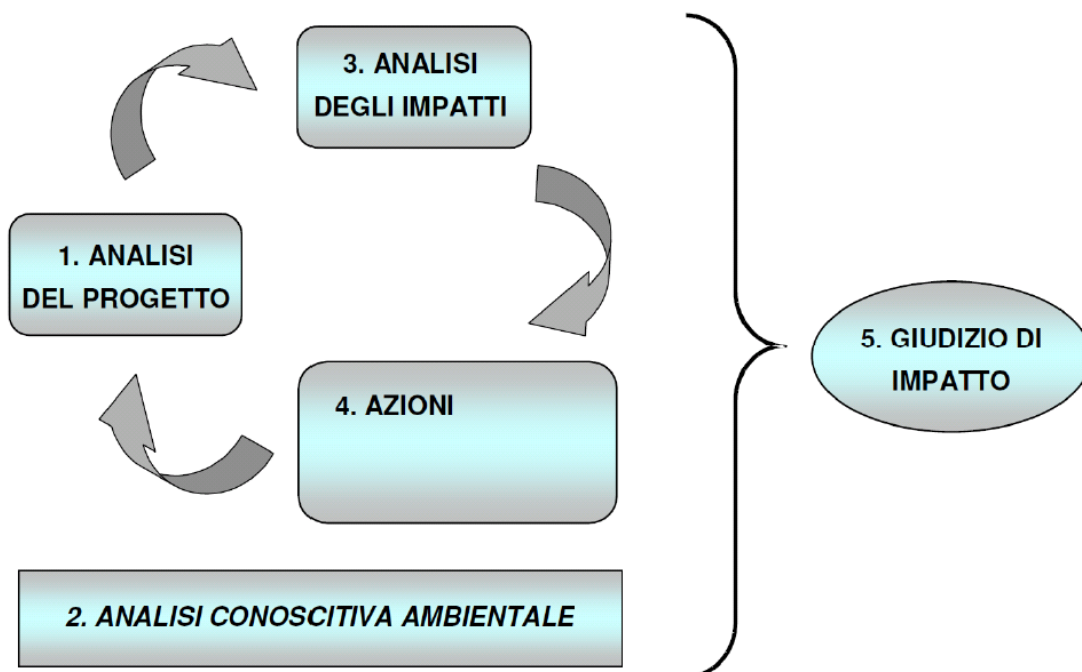 3. ANALISI
DEGLI IMPATTI
1. ANALISI
DEL PROGETTO
4. AZIONI
2. ANALISI CONOSCITIVA AMBIENTALE
5. GIUDIZIO DI
IMPATTO